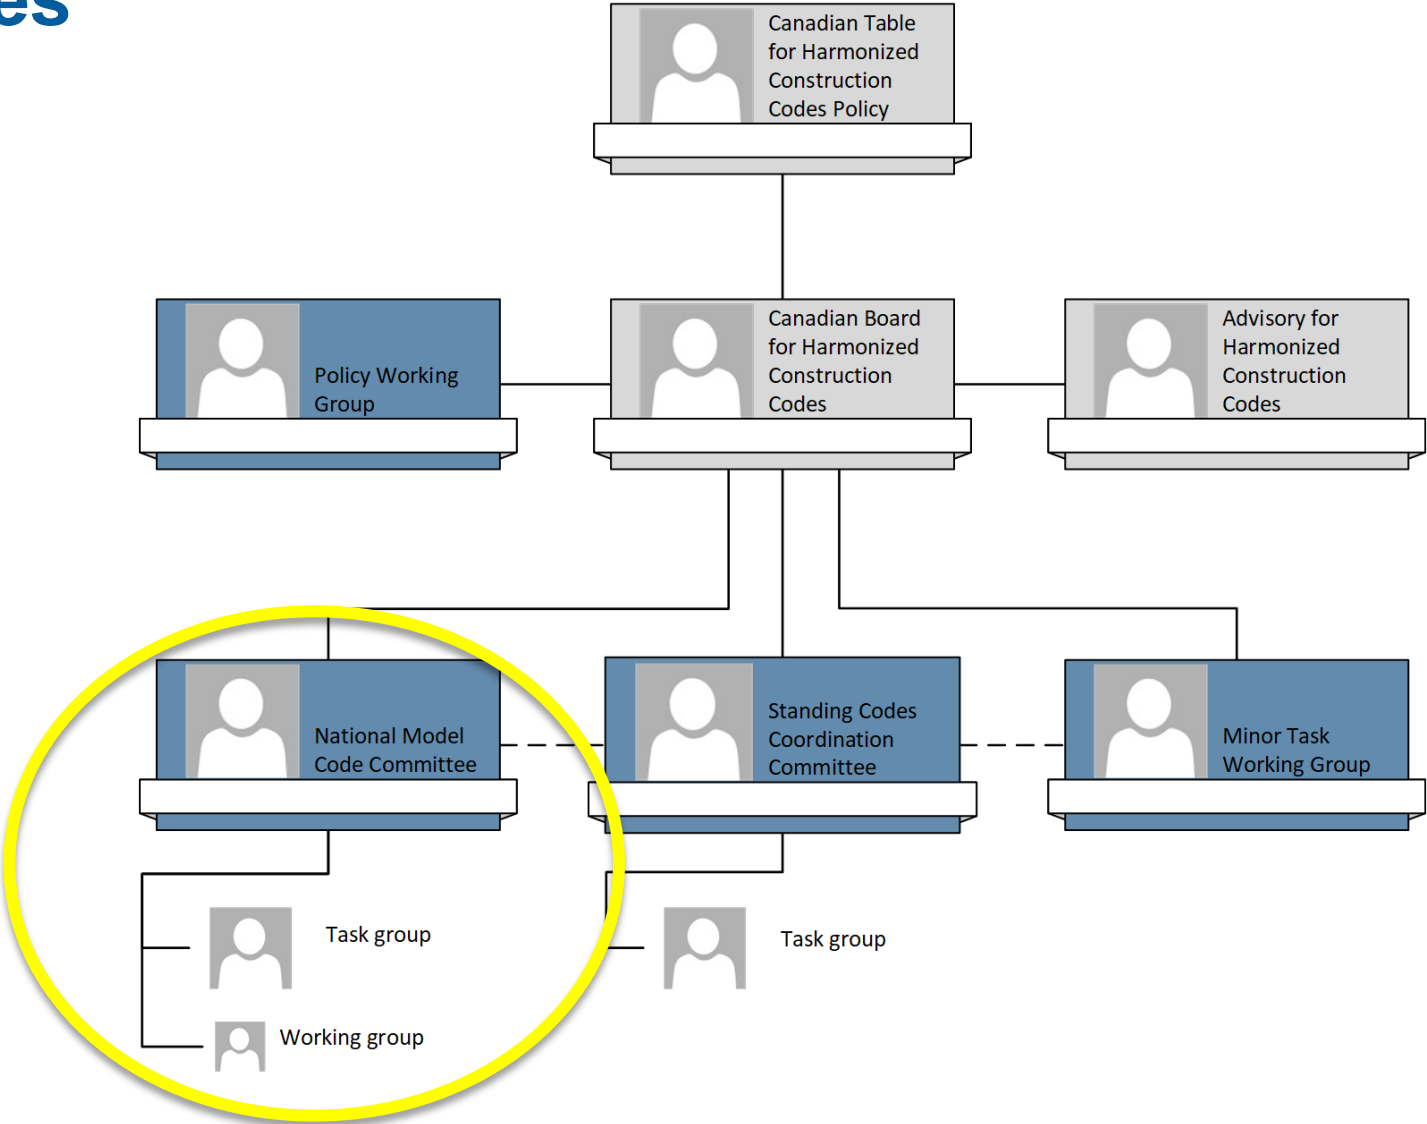 es
Canadian Table
for Harmonized
Construction
Codes Policy
Policy Working
Group
Canadian Board
for Harmonized
Construction
Codes
Advisory for
Harmonized
Construction
Codes
National Model
Code Committee
Standing Codes
Coordination
Committee
Minor Task
Working Group
Task group
Working group
Task group